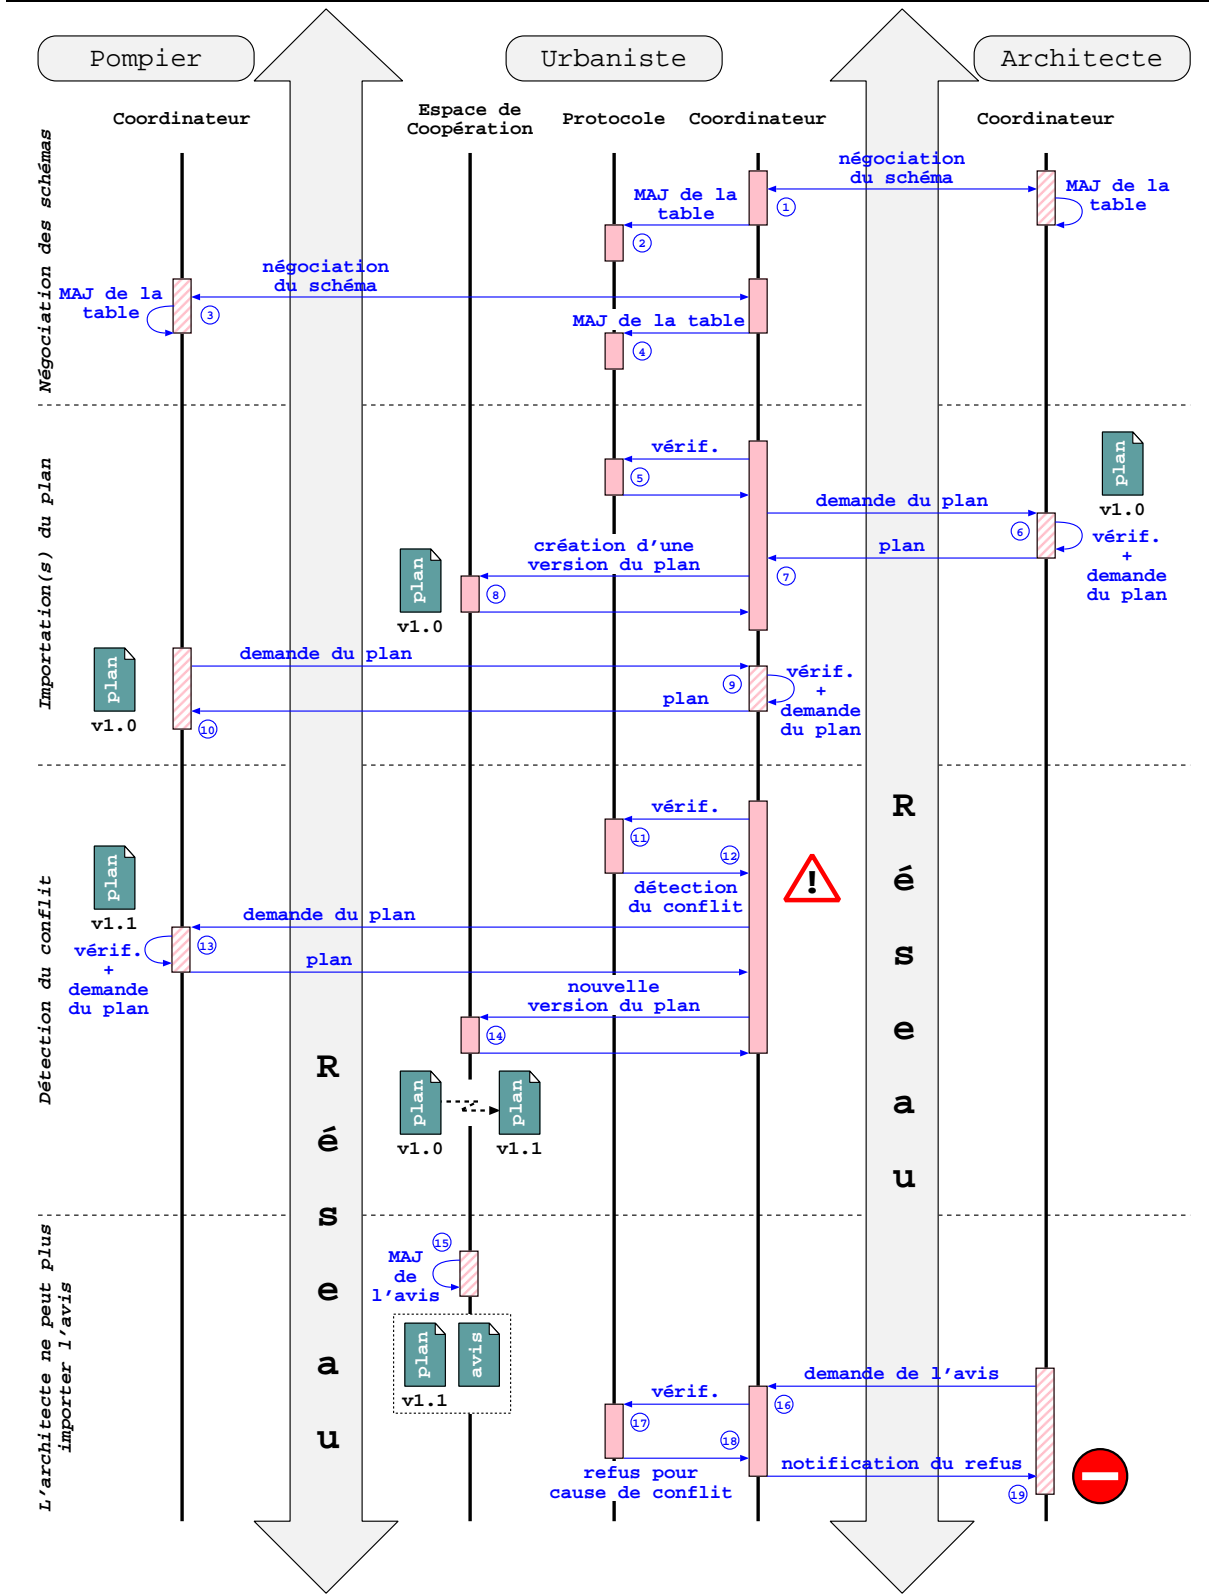 Pompier
Urbaniste
Architecte
Coordinateur
Espace de
Coopération
Protocole
Coordinateur
Coordinateur
Négociation des schémas
négociation
du schéma
1
MAJ de la
table
MAJ de la
table
2
négociation
du schéma
MAJ de la
table
3
MAJ de la table
4
Importation(s) du plan
vérif.
5
plan
v1.0
demande du plan
6
vérif.
+
demande
du plan
plan
7
création d'une
version du plan
plan
v1.0
8
demande du plan
plan
v1.0
9
vérif.
+
demande
du plan
plan
10
Détection du conflit
vérif.
11
12
détection
du conflit
!
plan
v1.1
demande du plan
13
vérif.
+
demande
du plan
plan
nouvelle
version du plan
14
plan
v1.0
plan
v1.1
R
é
s
e
a
u
R
é
s
e
a
u
L'architecte ne peut plus
importer l'avis
15
MAJ
de
l'avis
plan
v1.1
avis
demande de l'avis
16
vérif.
17
18
refus pour
cause de conflit
notification du refus
19